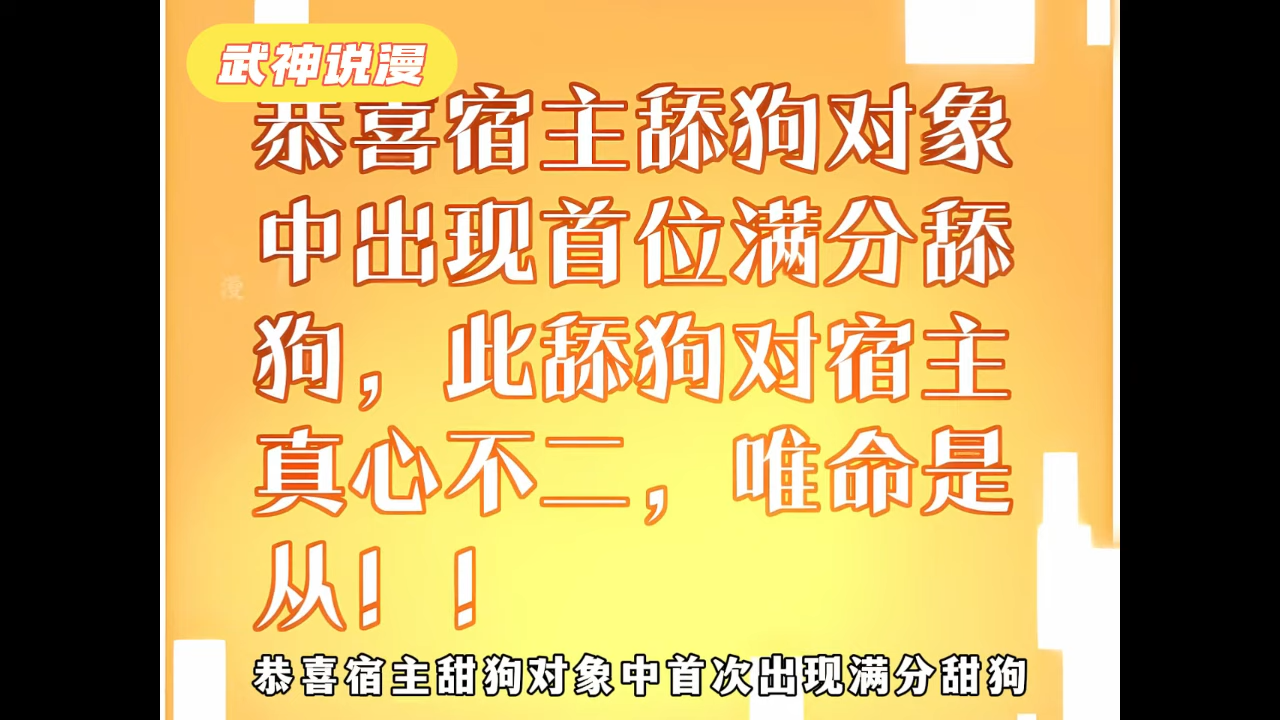 武神说漫
恭喜宿主舔狗对象
中出现首位满分舔
狗，此舔狗对宿主
真心不二，唯命是
从！！
漫
恭喜宿主甜狗对象中首次出现满分甜狗